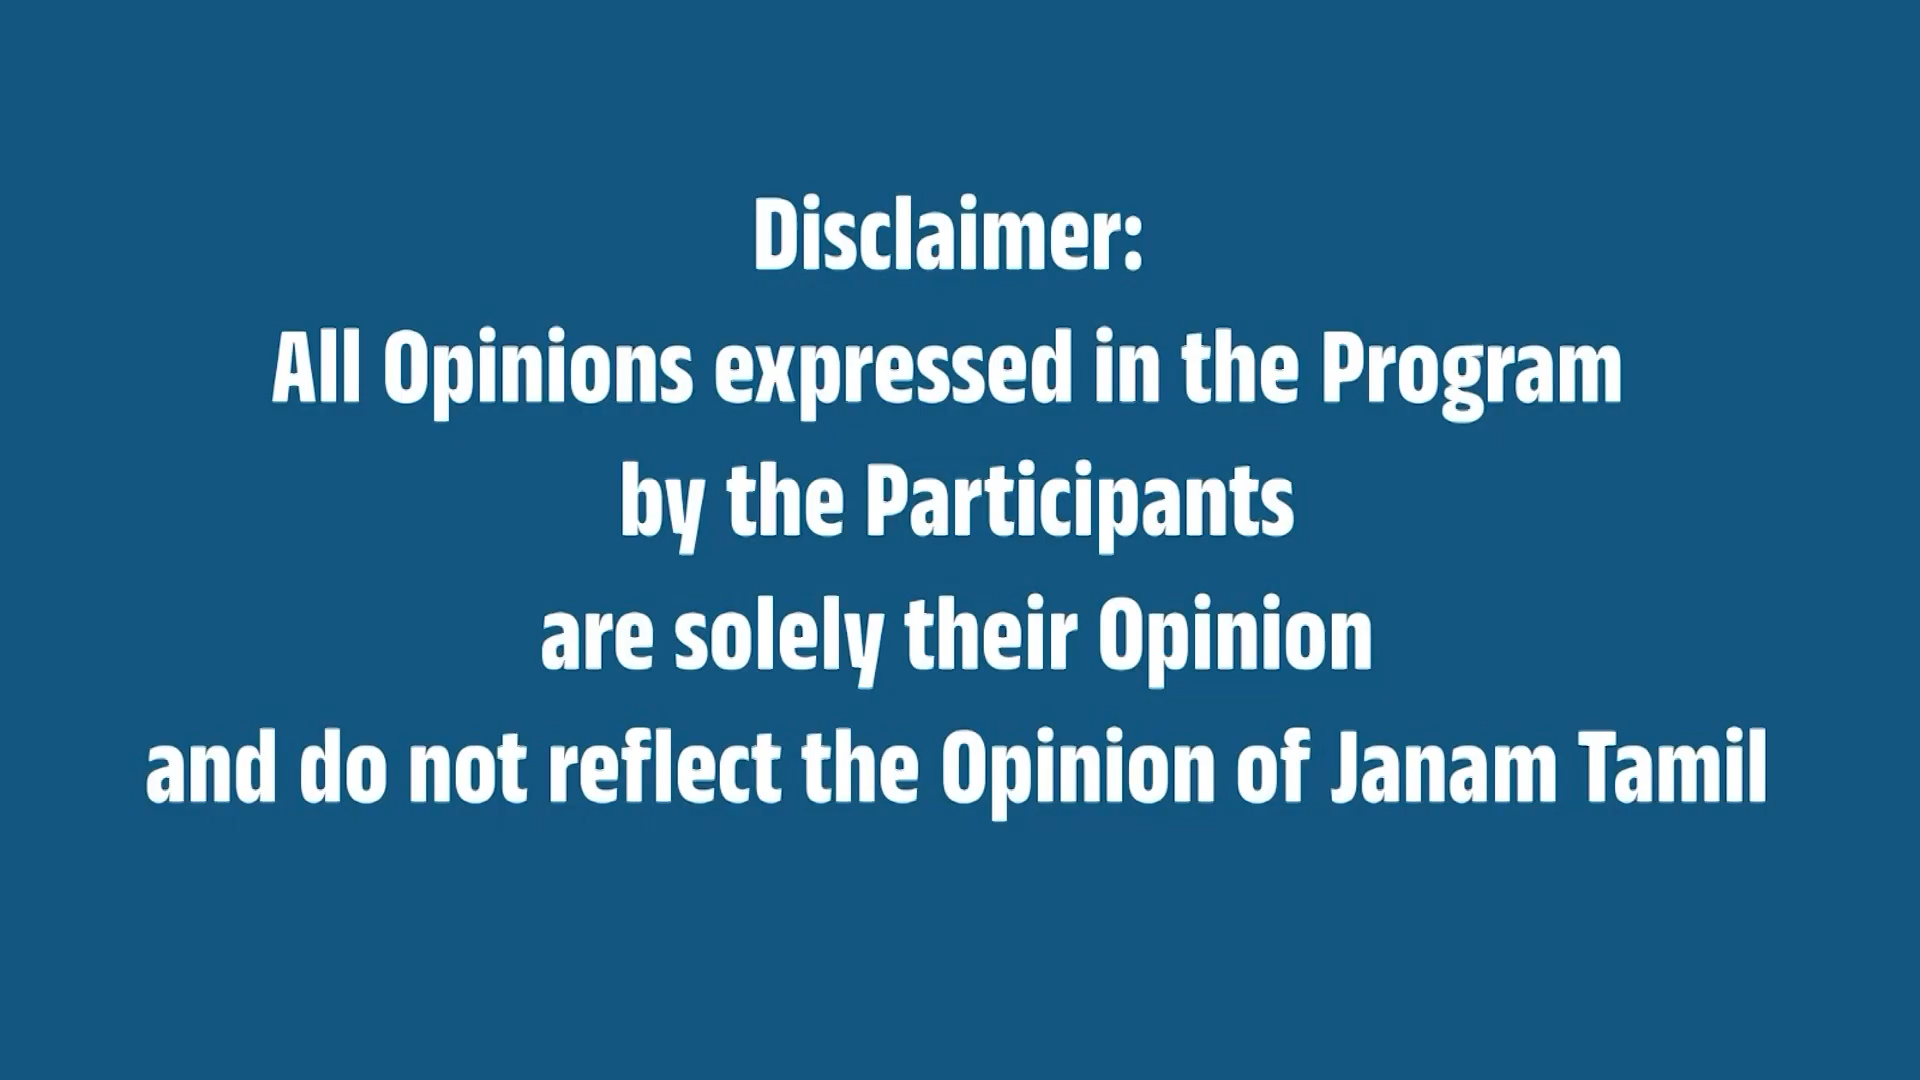 Disclaimer:
All Opinions expressed in the Program
by the Participants
are solely their Opinion
and do not reflect the Opinion of Janam Tamil